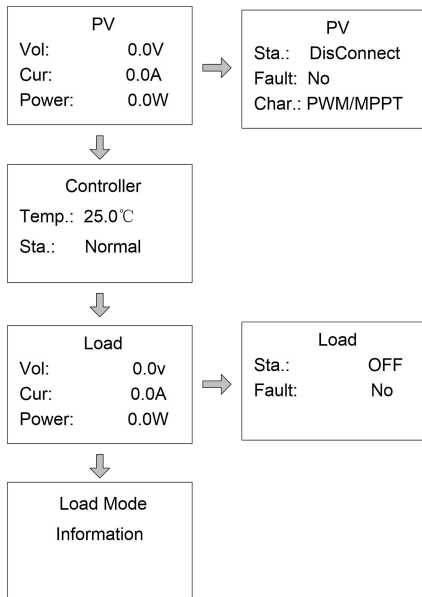 PV
Vol: 0.0V
Cur: 0.0A
Power: 0.0W
PV
Sta.: DisConnect
Fault: No
Char.: PWM/MPPT
Controller
Temp.: 25.0℃
Sta.: Normal
Load
Vol: 0.0v
Cur: 0.0A
Power: 0.0W
Load
Sta.: OFF
Fault: No
Load Mode
Information